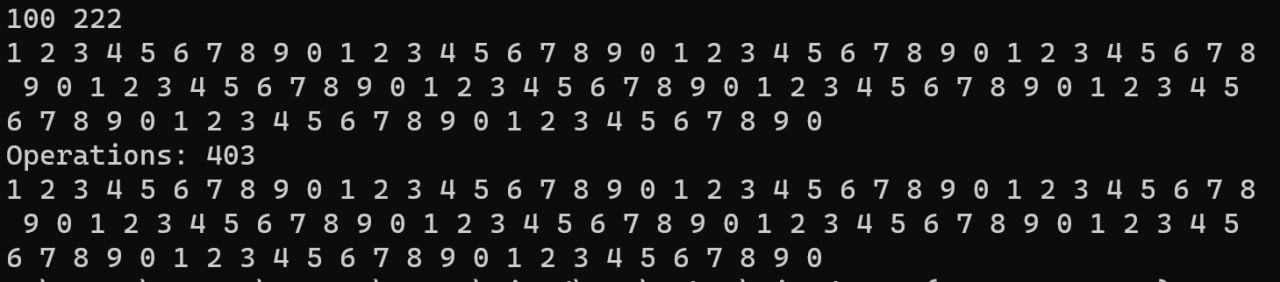 100 222
1 2 3 4 5 6 7 8 9 0 1 2 3 4 5 6 7 8 9 0 1 2 3 4 5 6 7 8 9 0 1 2 3 4 5 6 7 8
9 0 1 2 3 4 5 6 7 8 9 0 1 2 3 4 5 6 7 8 9 0 1 2 3 4 5 6 7 8 9 0 1 2 3 4 5
6 7 8 9 0 1 2 3 4 5 6 7 8 9 0 1 2 3 4 5 6 7 8 9 0
Operations: 403
1 2 3 4 5 6 7 8 9 0 1 2 3 4 5 6 7 8 9 0 1 2 3 4 5 6 7 8 9 0 1 2 3 4 5 6 7 8
9 0 1 2 3 4 5 6 7 8 9 0 1 2 3 4 5 6 7 8 9 0 1 2 3 4 5 6 7 8 9 0 1 2 3 4 5
6 7 8 9 0 1 2 3 4 5 6 7 8 9 0 1 2 3 4 5 6 7 8 9 0